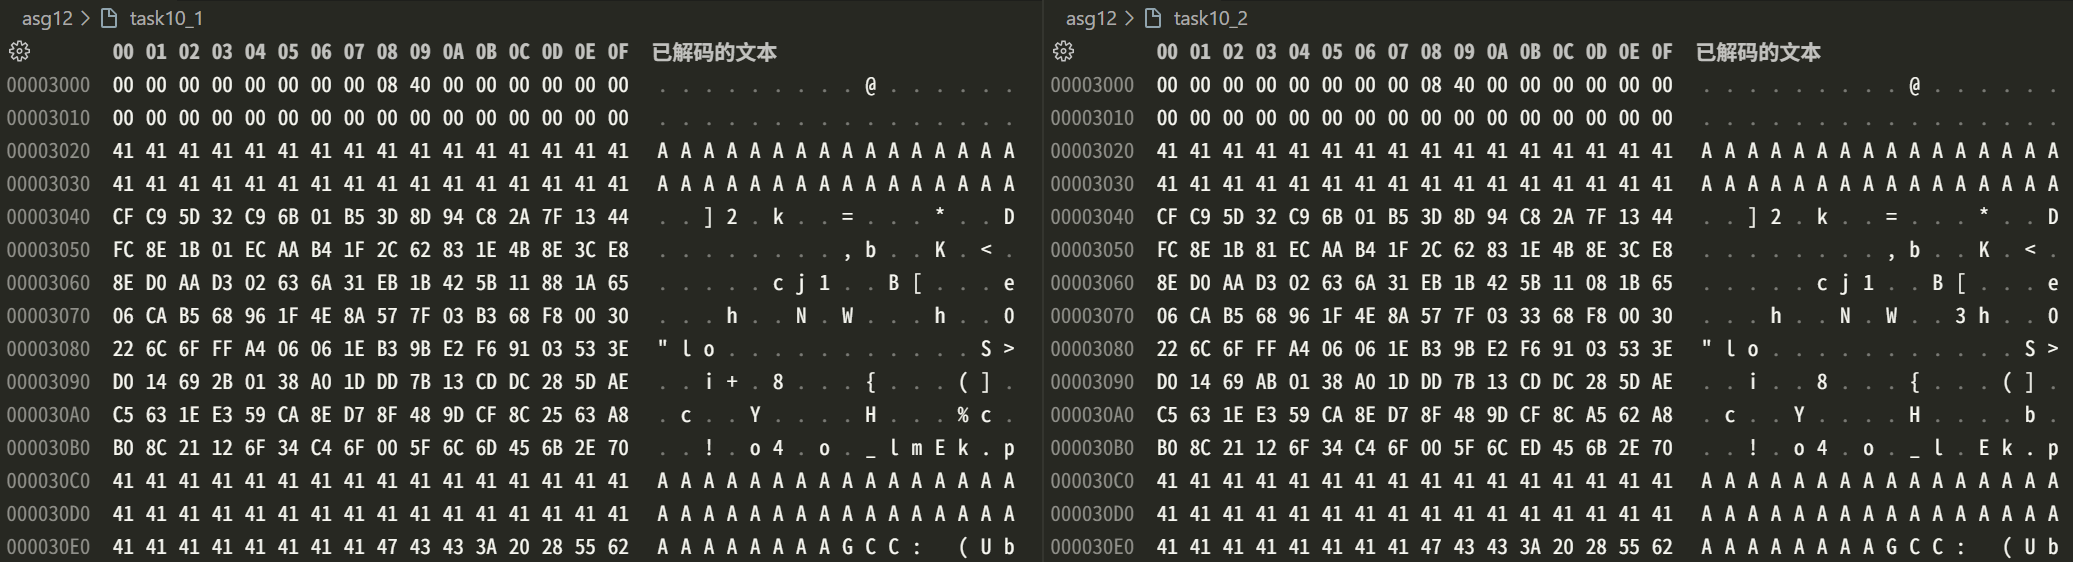 asg12 > task10_1
00 01 02 03 04 05 06 07 08 09 0A 0B 0C 0D 0E 0F 已解码的文本
00003000 00 00 00 00 00 00 00 00 08 40 00 00 00 00 00 00 . . . . . . . . . @ . . . . . .
00003010 00 00 00 00 00 00 00 00 00 00 00 00 00 00 00 00 . . . . . . . . . . . . . . . .
00003020 41 41 41 41 41 41 41 41 41 41 41 41 41 41 41 41 A A A A A A A A A A A A A A A A
00003030 41 41 41 41 41 41 41 41 41 41 41 41 41 41 41 41 A A A A A A A A A A A A A A A A
00003040 CF C9 5D 32 C9 6B 01 B5 3D 8D 94 C8 2A 7F 13 44 . . ] 2 . k . . = . . . * . . D
00003050 FC 8E 1B 01 EC AA B4 1F 2C 62 83 1E 4B 8E 3C E8 . . . . . . . . , b . . K . < .
00003060 8E D0 AA D3 02 63 6A 31 EB 1B 42 5B 11 88 1A 65 . . . . . c j 1 . . B [ . . . e
00003070 06 CA B5 68 96 1F 4E 8A 57 7F 03 B3 68 F8 00 30 . . . h . . N . W . . . h . . 0
00003080 22 6C 6F FF A4 06 06 1E B3 9B E2 F6 91 03 53 3E " l o . . . . . . . . . . . S >
00003090 D0 14 69 2B 01 38 A0 1D DD 7B 13 CD DC 28 5D AE . . i + . 8 . . . { . . . ( ] .
000030A0 C5 63 1E E3 59 CA 8E D7 8F 48 9D CF 8C 25 63 A8 . c . . Y . . . . H . . . % c .
000030B0 B0 8C 21 12 6F 34 C4 6F 00 5F 6C 6D 45 6B 2E 70 . . ! . o 4 . o . _ l m E k . p
000030C0 41 41 41 41 41 41 41 41 41 41 41 41 41 41 41 41 A A A A A A A A A A A A A A A A
000030D0 41 41 41 41 41 41 41 41 41 41 41 41 41 41 41 41 A A A A A A A A A A A A A A A A
000030E0 41 41 41 41 41 41 41 41 47 43 43 3A 20 28 55 62 A A A A A A A A G C C : ( U b
asg12 > task10_2
00 01 02 03 04 05 06 07 08 09 0A 0B 0C 0D 0E 0F 已解码的文本
00003000 00 00 00 00 00 00 00 00 08 40 00 00 00 00 00 00 . . . . . . . . . @ . . . . . .
00003010 00 00 00 00 00 00 00 00 00 00 00 00 00 00 00 00 . . . . . . . . . . . . . . . .
00003020 41 41 41 41 41 41 41 41 41 41 41 41 41 41 41 41 A A A A A A A A A A A A A A A A
00003030 41 41 41 41 41 41 41 41 41 41 41 41 41 41 41 41 A A A A A A A A A A A A A A A A
00003040 CF C9 5D 32 C9 6B 01 B5 3D 8D 94 C8 2A 7F 13 44 . . ] 2 . k . . = . . . * . . D
00003050 FC 8E 1B 81 EC AA B4 1F 2C 62 83 1E 4B 8E 3C E8 . . . . . . . . , b . . K . < .
00003060 8E D0 AA D3 02 63 6A 31 EB 1B 42 5B 11 08 1B 65 . . . . . c j 1 . . B [ . . . e
00003070 06 CA B5 68 96 1F 4E 8A 57 7F 03 33 68 F8 00 30 . . . h . . N . W . . 3 h . . 0
00003080 22 6C 6F FF A4 06 06 1E B3 9B E2 F6 91 03 53 3E " l o . . . . . . . . . . . S >
00003090 D0 14 69 AB 01 38 A0 1D DD 7B 13 CD DC 28 5D AE . . i . . 8 . . . { . . . ( ] .
000030A0 C5 63 1E E3 59 CA 8E D7 8F 48 9D CF 8C A5 62 A8 . c . . Y . . . . H . . . . b .
000030B0 B0 8C 21 12 6F 34 C4 6F 00 5F 6C ED 45 6B 2E 70 . . ! . o 4 . o . _ l . E k . p
000030C0 41 41 41 41 41 41 41 41 41 41 41 41 41 41 41 41 A A A A A A A A A A A A A A A A
000030D0 41 41 41 41 41 41 41 41 41 41 41 41 41 41 41 41 A A A A A A A A A A A A A A A A
000030E0 41 41 41 41 41 41 41 41 47 43 43 3A 20 28 55 62 A A A A A A A A G C C : ( U b